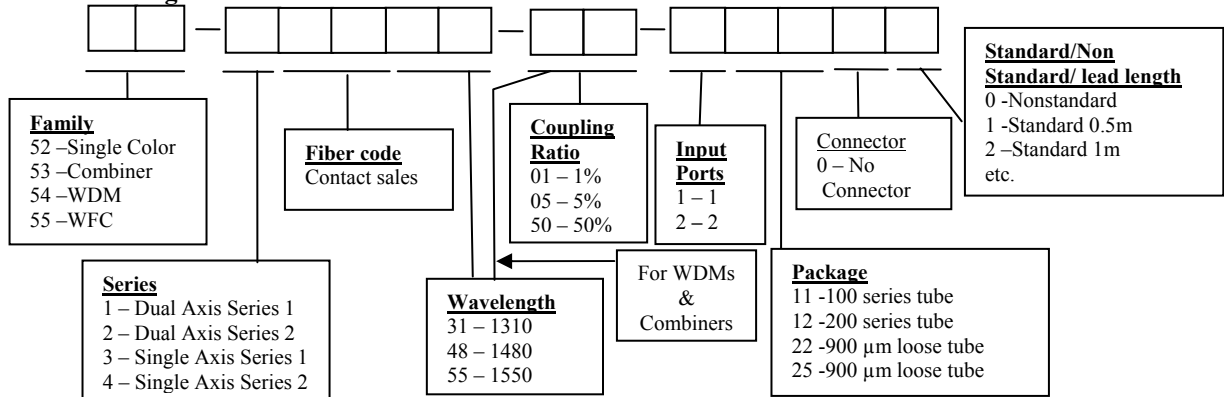 Standard/Non
Standard/ lead length
0 -Nonstandard
1 -Standard 0.5m
2 –Standard 1m
etc.
Family
52 –Single Color
53 –Combiner
54 –WDM
55 –WFC
Fiber code
Contact sales
Coupling
Ratio
01 – 1%
05 – 5%
50 – 50%
Input
Ports
1 – 1
2 – 2
Connector
0 – No
Connector
Series
1 – Dual Axis Series 1
2 – Dual Axis Series 2
3 – Single Axis Series 1
4 – Single Axis Series 2
Wavelength
31 – 1310
48 – 1480
55 – 1550
For WDMs
&
Combiners
Package
11 -100 series tube
12 -200 series tube
22 -900 µm loose tube
25 -900 µm loose tube